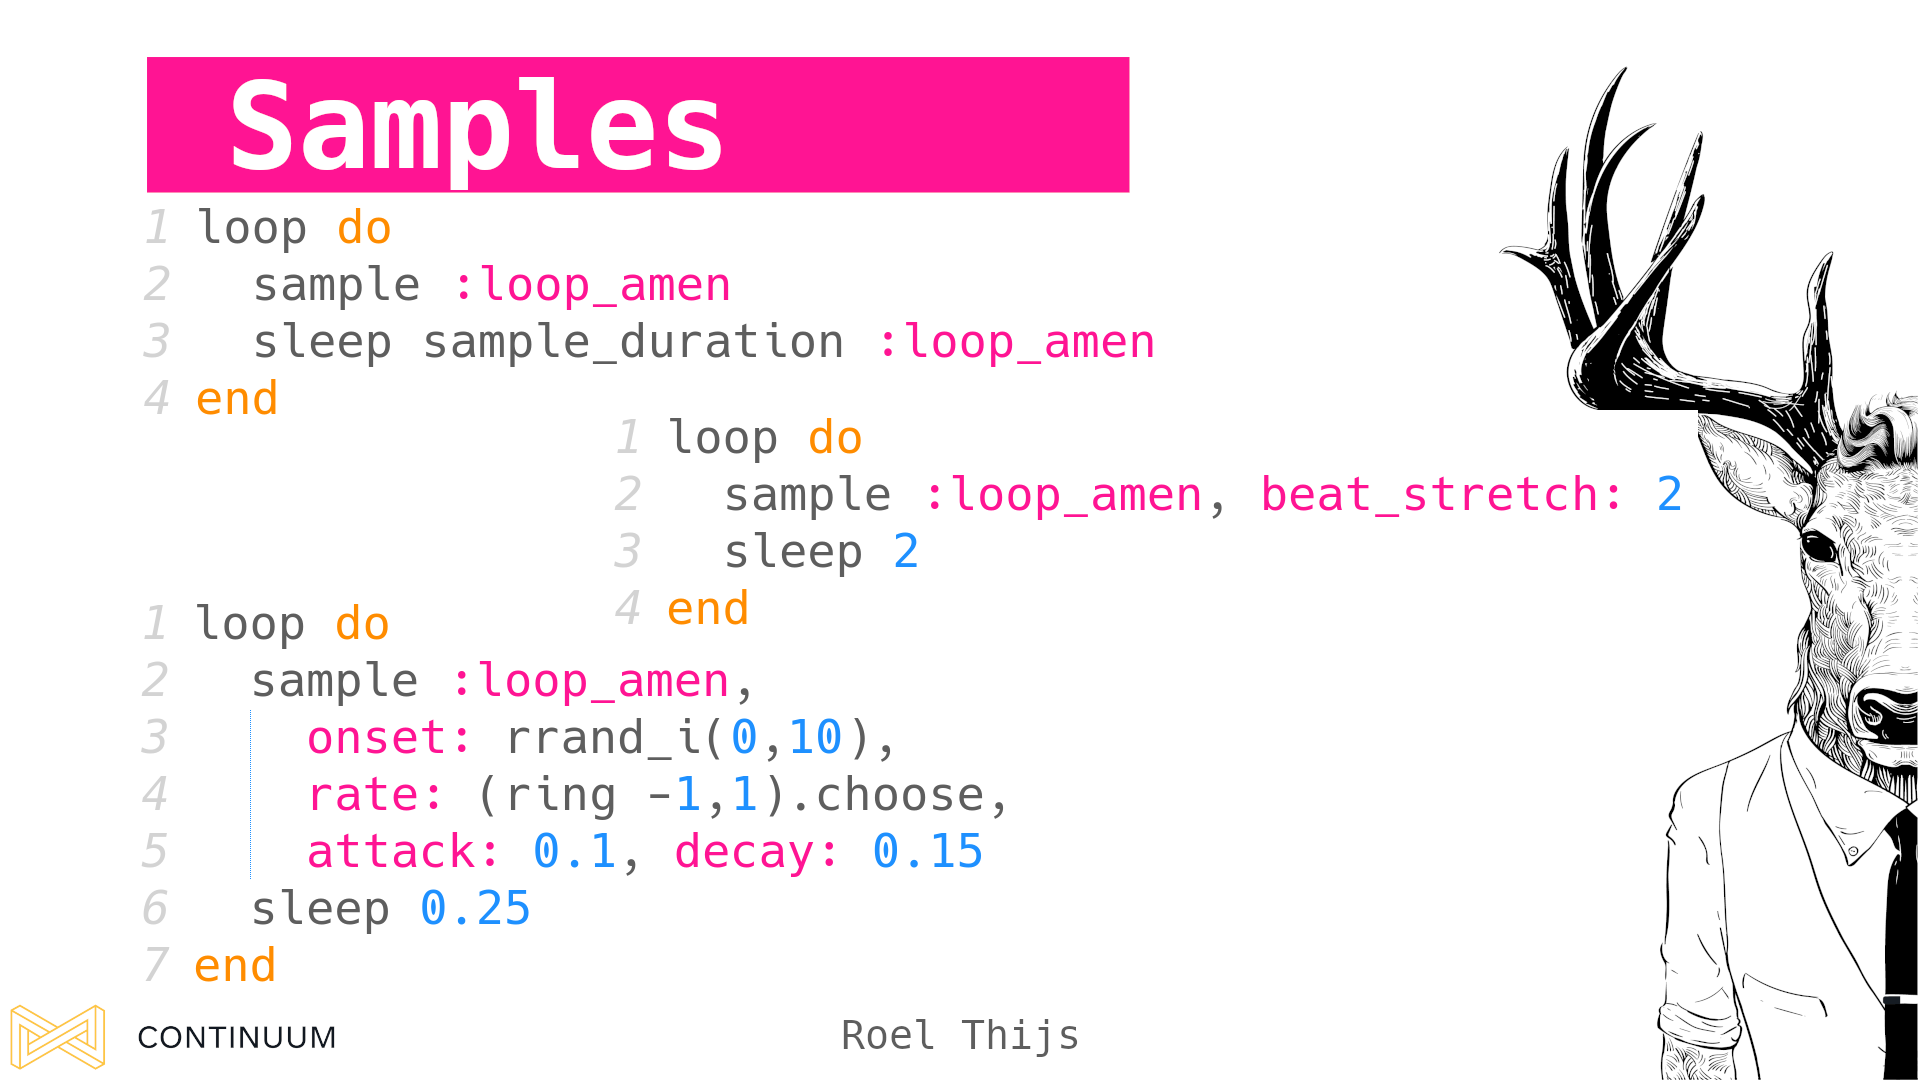 Samples
1 loop do
2   sample :loop_amen
3   sleep sample_duration :loop_amen
4 end
1 loop do
2   sample :loop_amen, beat_stretch: 2
3   sleep 2
4 end
1 loop do
2   sample :loop_amen,
3     onset: rrand_i(0,10),
4     rate: (ring -1,1).choose,
5     attack: 0.1, decay: 0.15
6   sleep 0.25
7 end
CONTINUUM
Roel Thijs